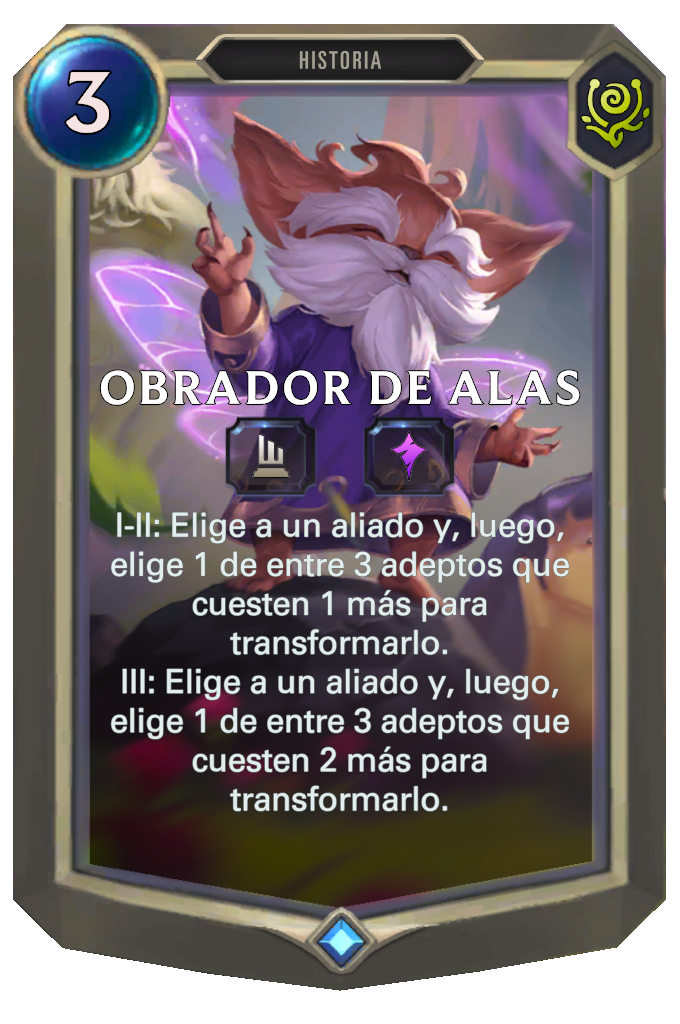 3
HISTORIA
OBRADOR DE ALAS
I-II: Elige a un aliado y, luego,
elige 1 de entre 3 adeptos que
cuesten 1 más para
transformarlo.
III: Elige a un aliado y, luego,
elige 1 de entre 3 adeptos que
cuesten 2 más para
transformarlo.